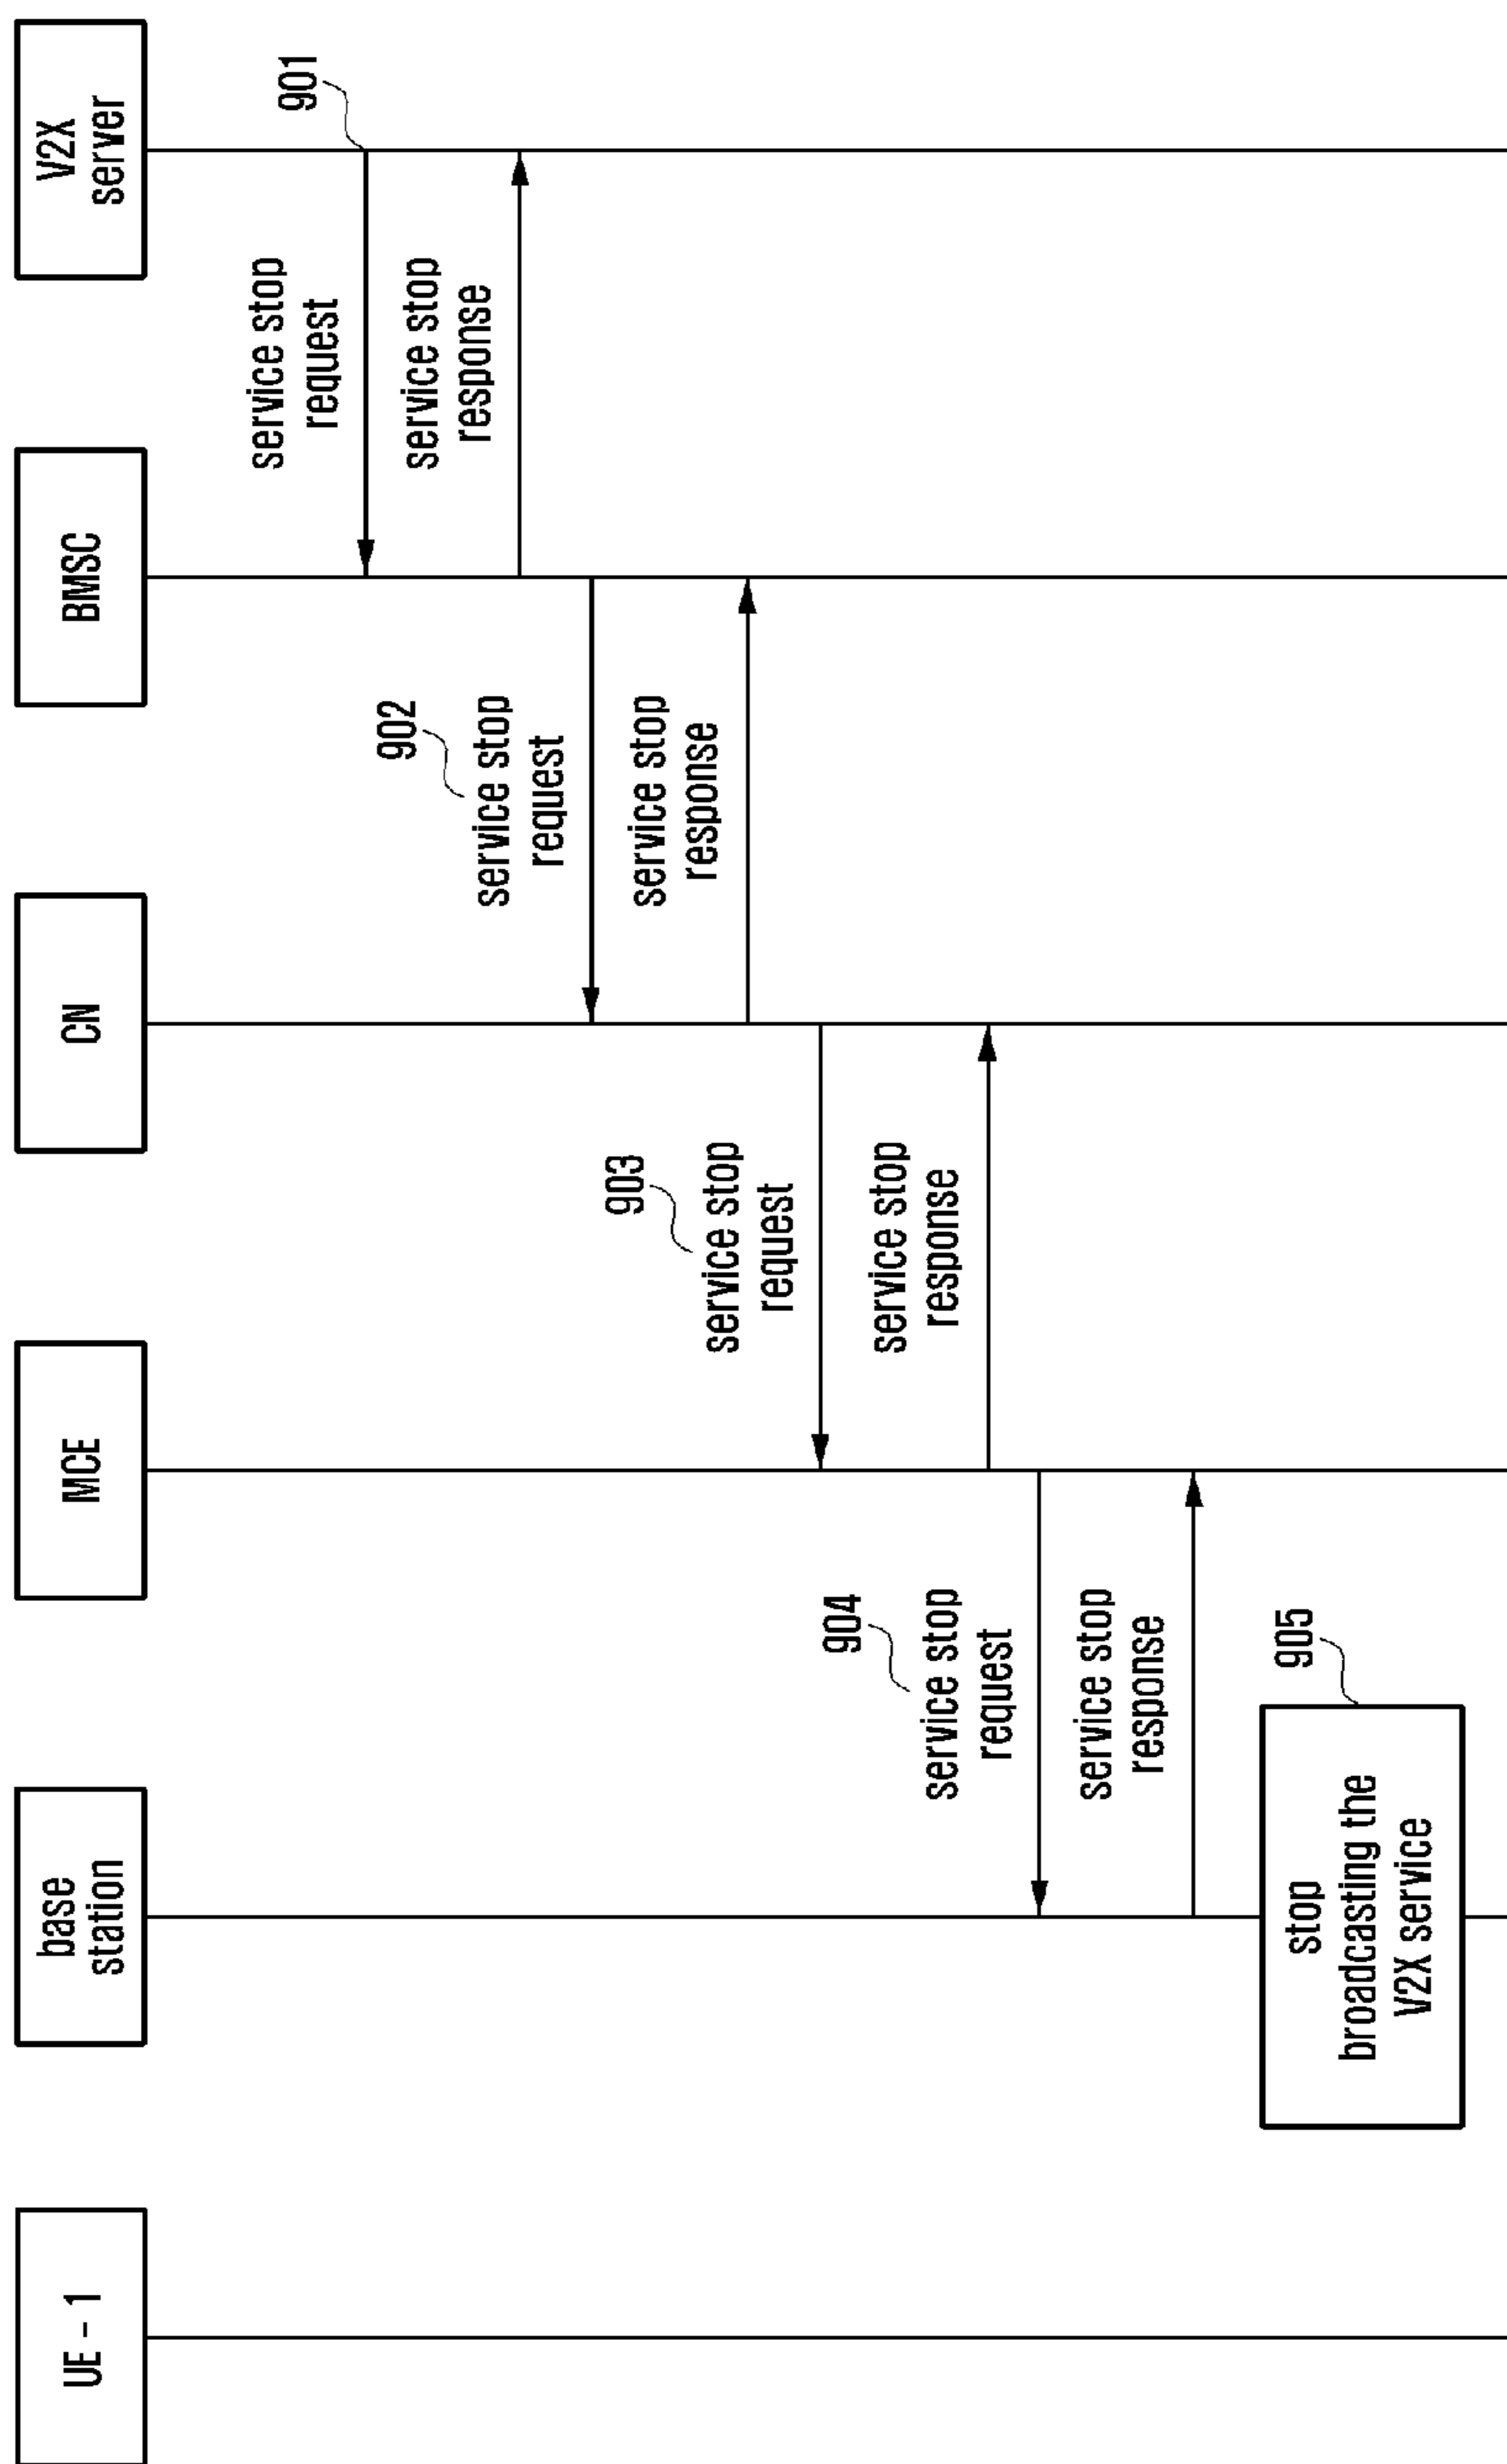 UE - 1
base
station
MCE
CN
BMSC
V2X
server
901
service stop
request
service stop
response
902
service stop
request
service stop
response
903
service stop
request
service stop
response
904
service stop
request
service stop
response
905
stop
broadcasting the
V2X service